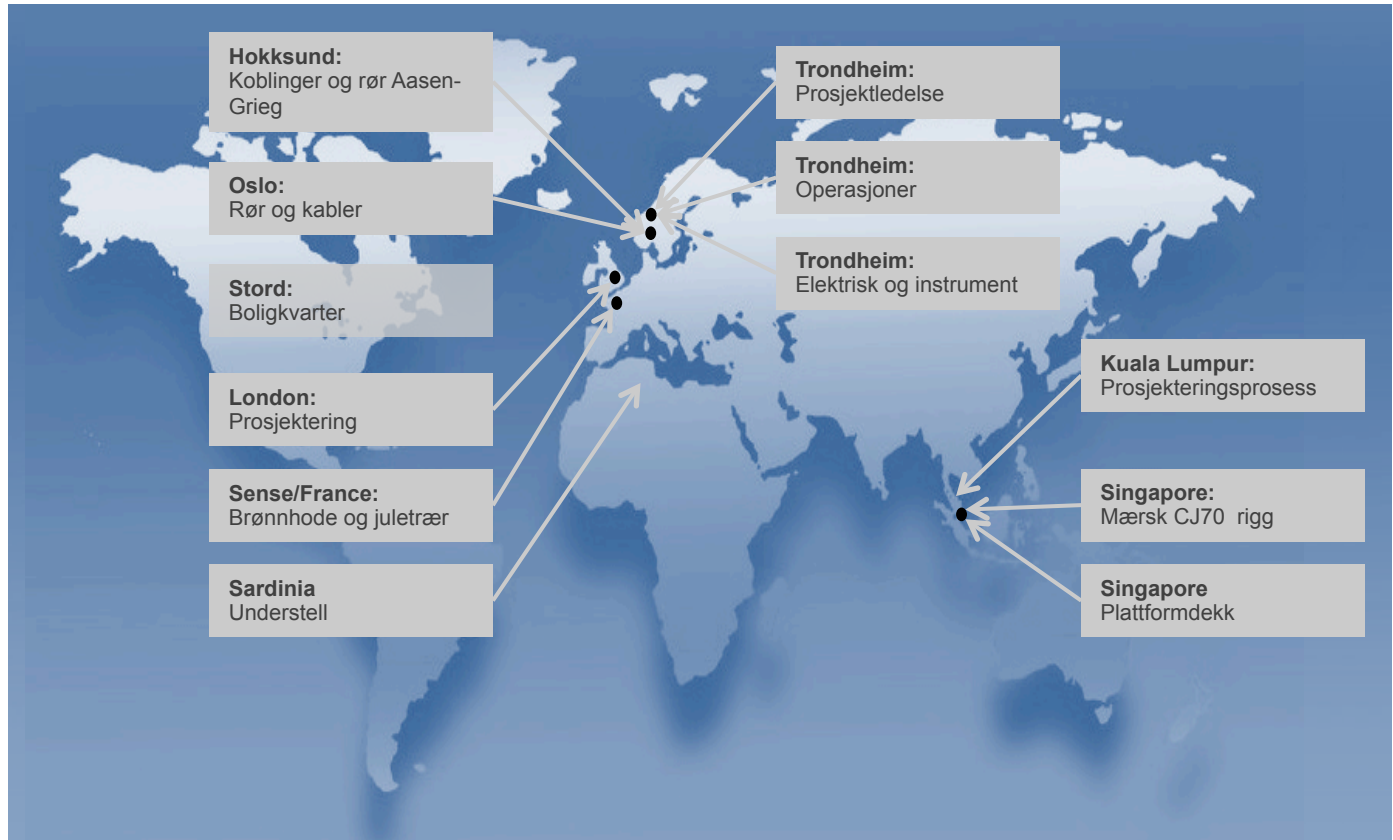 Hokksund:
Koblinger og rør Aasen-
Grieg
Oslo:
Rør og kabler
Stord:
Boligkvarter
London:
Prosjektering
Sense/France:
Brønnhode og juletrær
Sardinia
Understell
Trondheim:
Prosjektledelse
Trondheim:
Operasjoner
Trondheim:
Elektrisk og instrument
Kuala Lumpur:
Prosjekteringsprosess
Singapore:
Mærsk CJ70  rigg
Singapore
Plattformdekk